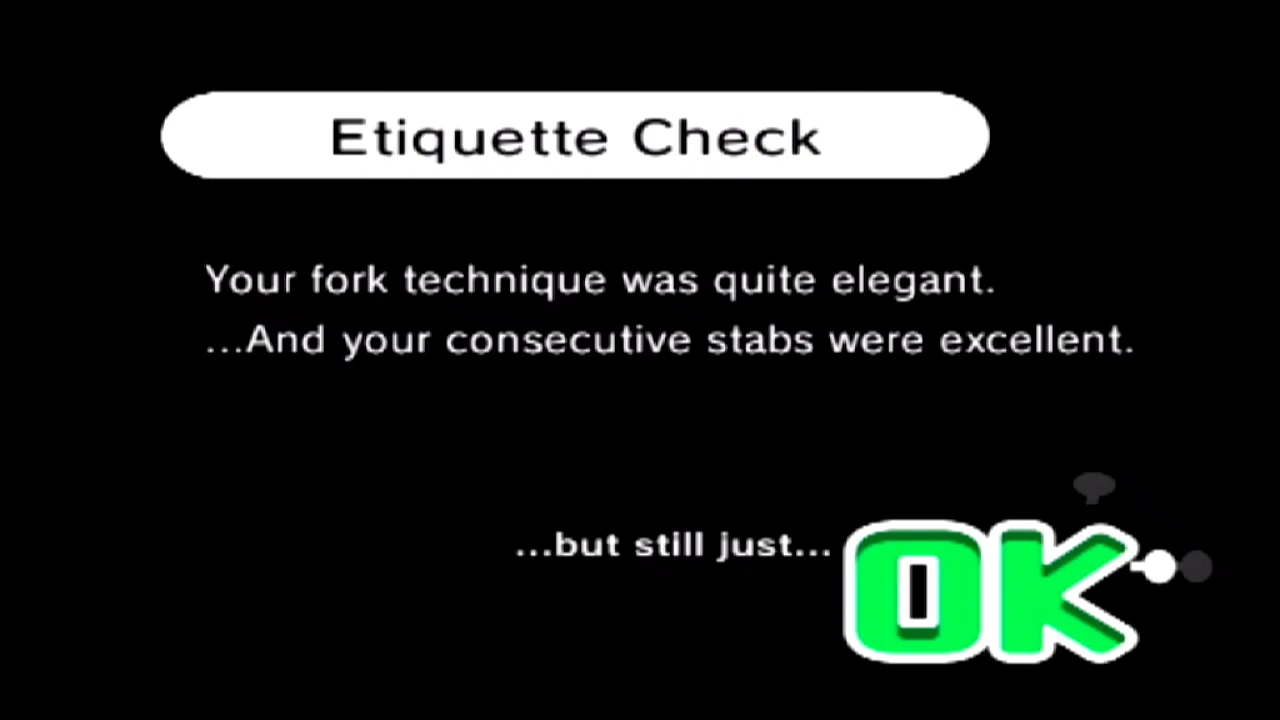 Etiquette Check
Your fork technique was quite elegant.
...And your consecutive stabs were excellent.
...but still just... OK